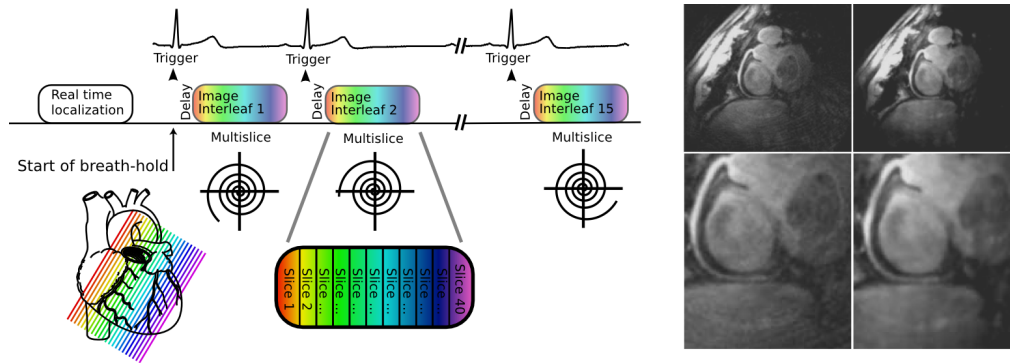 Trigger
Trigger
Trigger
Real time
localization
Delay
Image
Interleaf 1
Delay
Image
Interleaf 2
Delay
Image
Interleaf 15
Start of breath-hold
Multislice
Multislice
Multislice
Slice 1
Slice 2
Slice ...
Slice ...
Slice ...
Slice ...
Slice ...
Slice ...
Slice ...
Slice ...
Slice 40